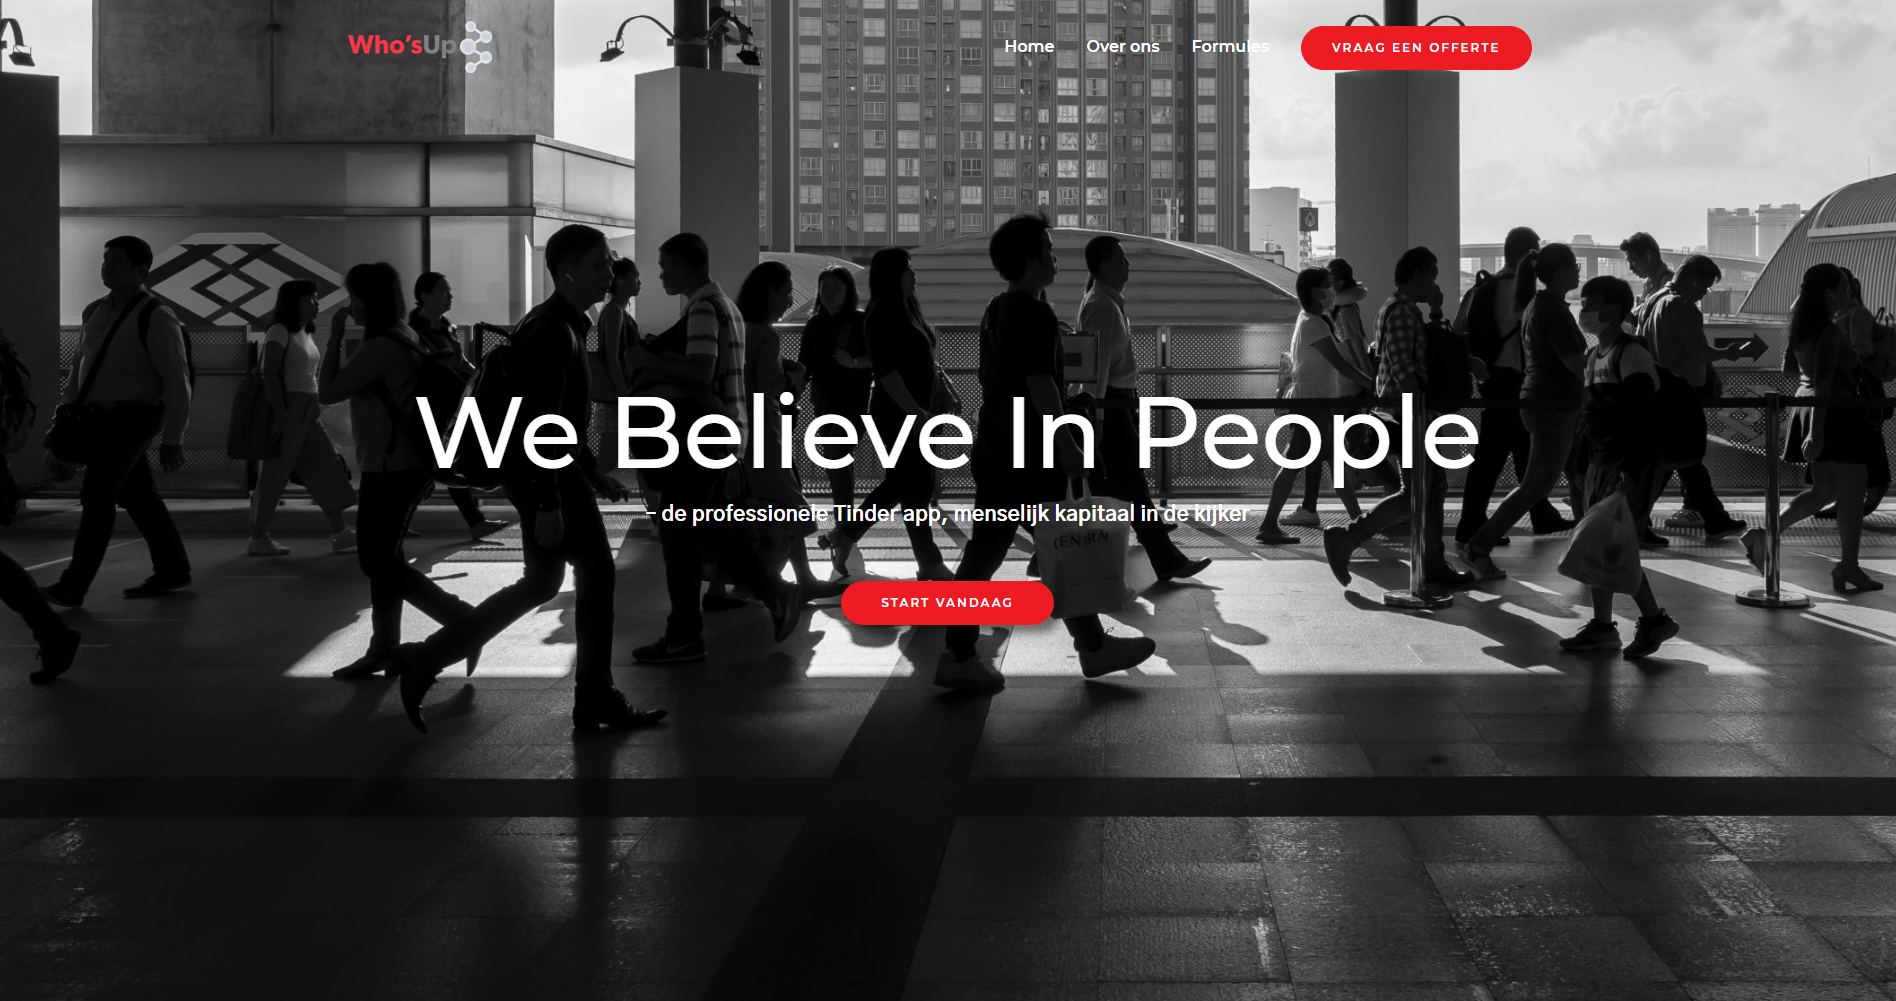 Who'sUp
Home
Over ons
Formules
VRAAG EEN OFFERTE
We Believe In People
– de professionele Tinder app, menselijk kapitaal in de kijker
CENTRAL
START VANDAAG